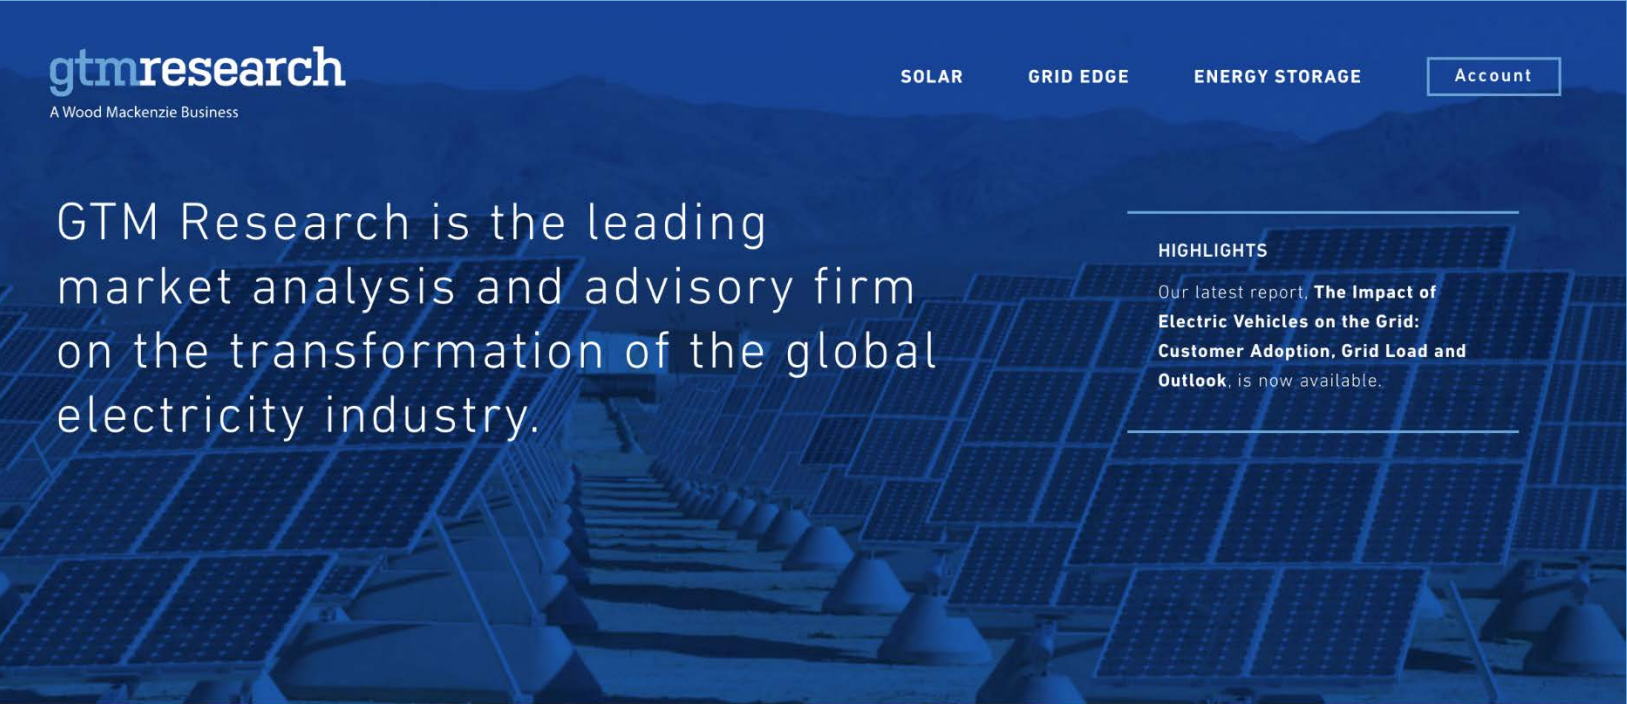 gtmresearch
A Wood Mackenzie Business
SOLAR
GRID EDGE
ENERGY STORAGE
Account
GTM Research is the leading
market analysis and advisory firm
on the transformation of the global
electricity industry.
HIGHLIGHTS
Our latest report, The Impact of
Electric Vehicles on the Grid:
Customer Adoption, Grid Load and
Outlook, is now available.